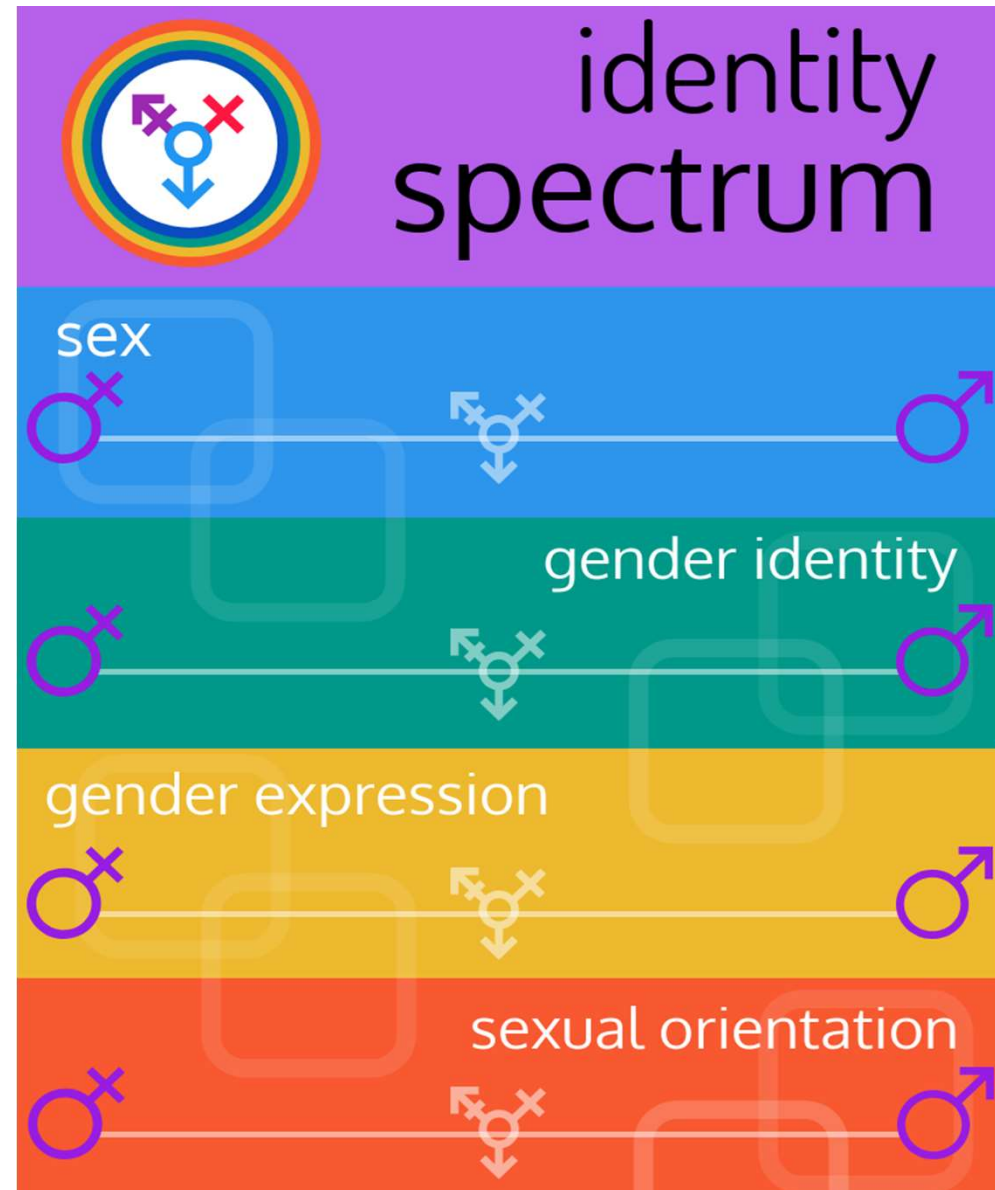 identity
spectrum
sex
gender identity
gender expression
sexual orientation